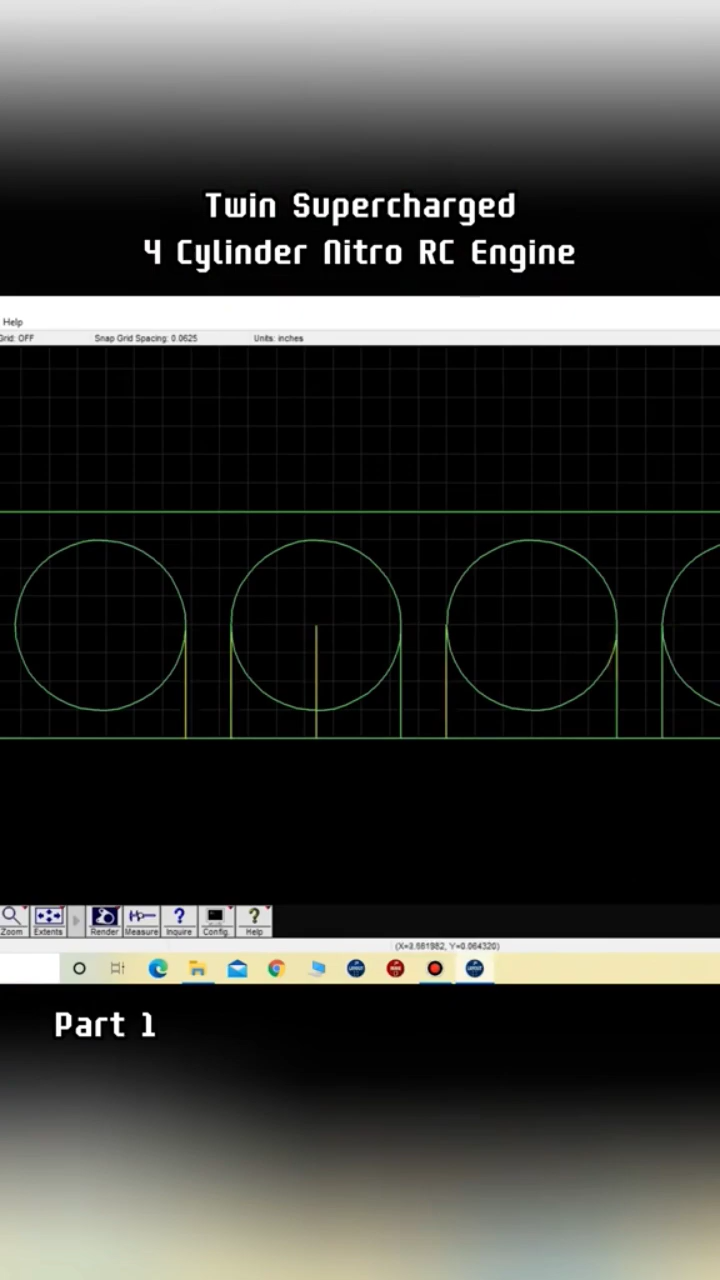 Twin Supercharged
4 Cylinder Nitro RC Engine
Help
Grid: OFF Snap Grid Spacing: 0.0625 Units: inches
Zoom Extents Render Measure Inquire Config. Help
Part 1